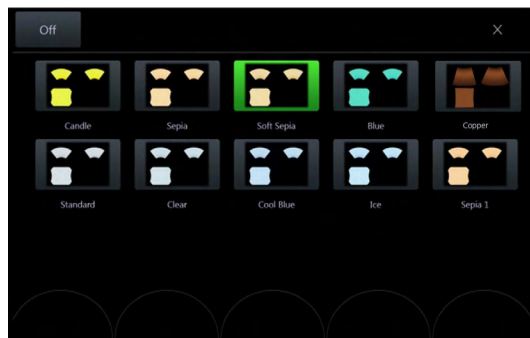 Off
X
Candle Sepia Soft Sepia Blue Copper
Standard Clear Cool Blue Ice Sepia 1